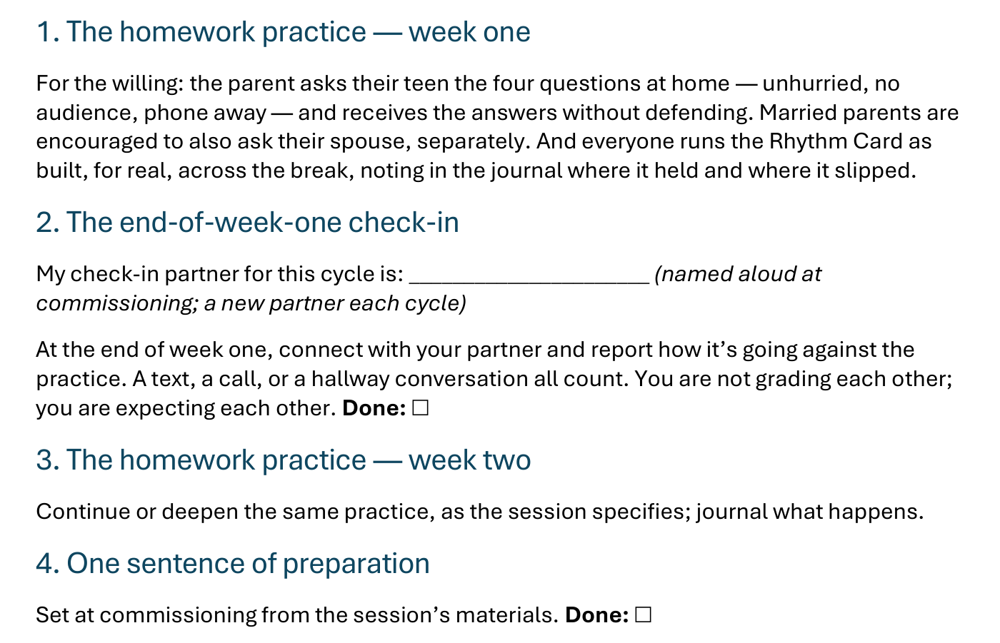 1. The homework practice — week one
For the willing: the parent asks their teen the four questions at home — unhurried, no
audience, phone away — and receives the answers without defending. Married parents are
encouraged to also ask their spouse, separately. And everyone runs the Rhythm Card as
built, for real, across the break, noting in the journal where it held and where it slipped.
2. The end-of-week-one check-in
My check-in partner for this cycle is: ______________________ (named aloud at
commissioning; a new partner each cycle)
At the end of week one, connect with your partner and report how it’s going against the
practice. A text, a call, or a hallway conversation all count. You are not grading each other;
you are expecting each other. Done: ☐
3. The homework practice — week two
Continue or deepen the same practice, as the session specifies; journal what happens.
4. One sentence of preparation
Set at commissioning from the session’s materials. Done: ☐